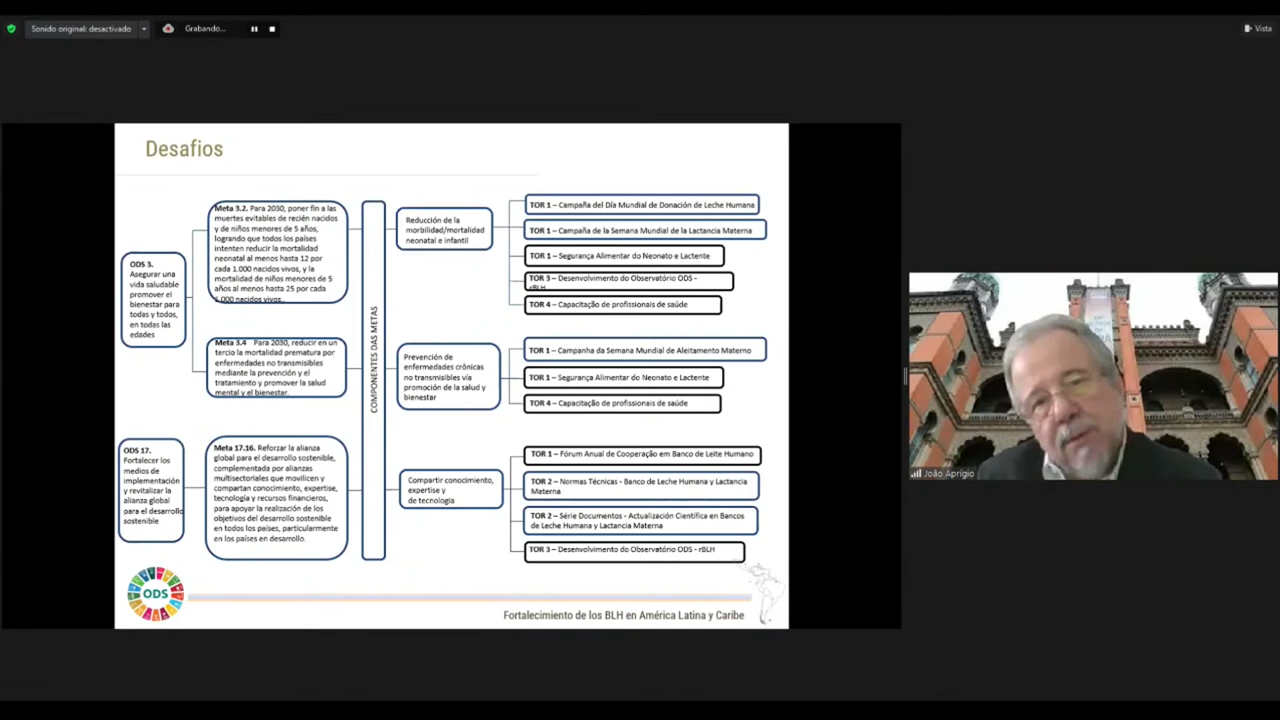 Sonido original: desactivado
Grabando...
Vista
Desafios
ODS 3.
Asegurar una
vida saludable
promover el
bienestar para
todas y todos,
en todas las
edades
Meta 3.2. Para 2030, poner fin a las
muertes evitables de recién nacidos
y de niños menores de 5 años,
logrando que todos los países
intenten reducir la mortalidad
neonatal al menos hasta 12 por
cada 1.000 nacidos vivos, y la
mortalidad de niños menores de 5
años al menos hasta 25 por cada
1.000 nacidos vivos..
Meta 3.4 Para 2030, reducir en un
tercio la mortalidad prematura por
enfermedades no transmisibles
mediante la prevención y el
tratamiento y promover la salud
mental y el bienestar.
ODS 17.
Fortalecer los
medios de
implementación
y revitalizar la
alianza global
para el desarrollo
sostenible
Meta 17.16. Reforzar la alianza
global para el desarrollo sostenible,
complementada por alianzas
multisectoriales que movilicen y
compartan conocimiento, expertise,
tecnología y recursos financieros,
para apoyar la realización de los
objetivos del desarrollo sostenible
en todos los países, particularmente
en los países en desarrollo.
COMPONENTES DAS METAS
Reducción de la
morbilidad/mortalidad
neonatal e infantil
TOR 1 – Campaña del Día Mundial de Donación de Leche Humana
TOR 1 – Campaña de la Semana Mundial de la Lactancia Materna
TOR 1 – Segurança Alimentar do Neonato e Lactente
TOR 3 – Desenvolvimento do Observatório ODS -
rBLH
TOR 4 – Capacitação de profissionais de saúde
Prevención de
enfermedades crônicas
no transmisibles vía
promoción de la salud y
bienestar
TOR 1 – Campanha da Semana Mundial de Aleitamento Materno
TOR 1 – Segurança Alimentar do Neonato e Lactente
TOR 4 – Capacitação de profissionais de saúde
Compartir conocimiento,
expertise y
de tecnología
TOR 1 – Fórum Anual de Cooperação em Banco de Leite Humano
TOR 2 – Normas Técnicas - Banco de Leche Humana y Lactancia
Materna
TOR 2 – Série Documentos - Actualización Científica en Bancos
de Leche Humana y Lactancia Materna
TOR 3 – Desenvolvimento do Observatório ODS - rBLH
ODS
Fortalecimiento de los BLH en América Latina y Caribe
João Aprígio